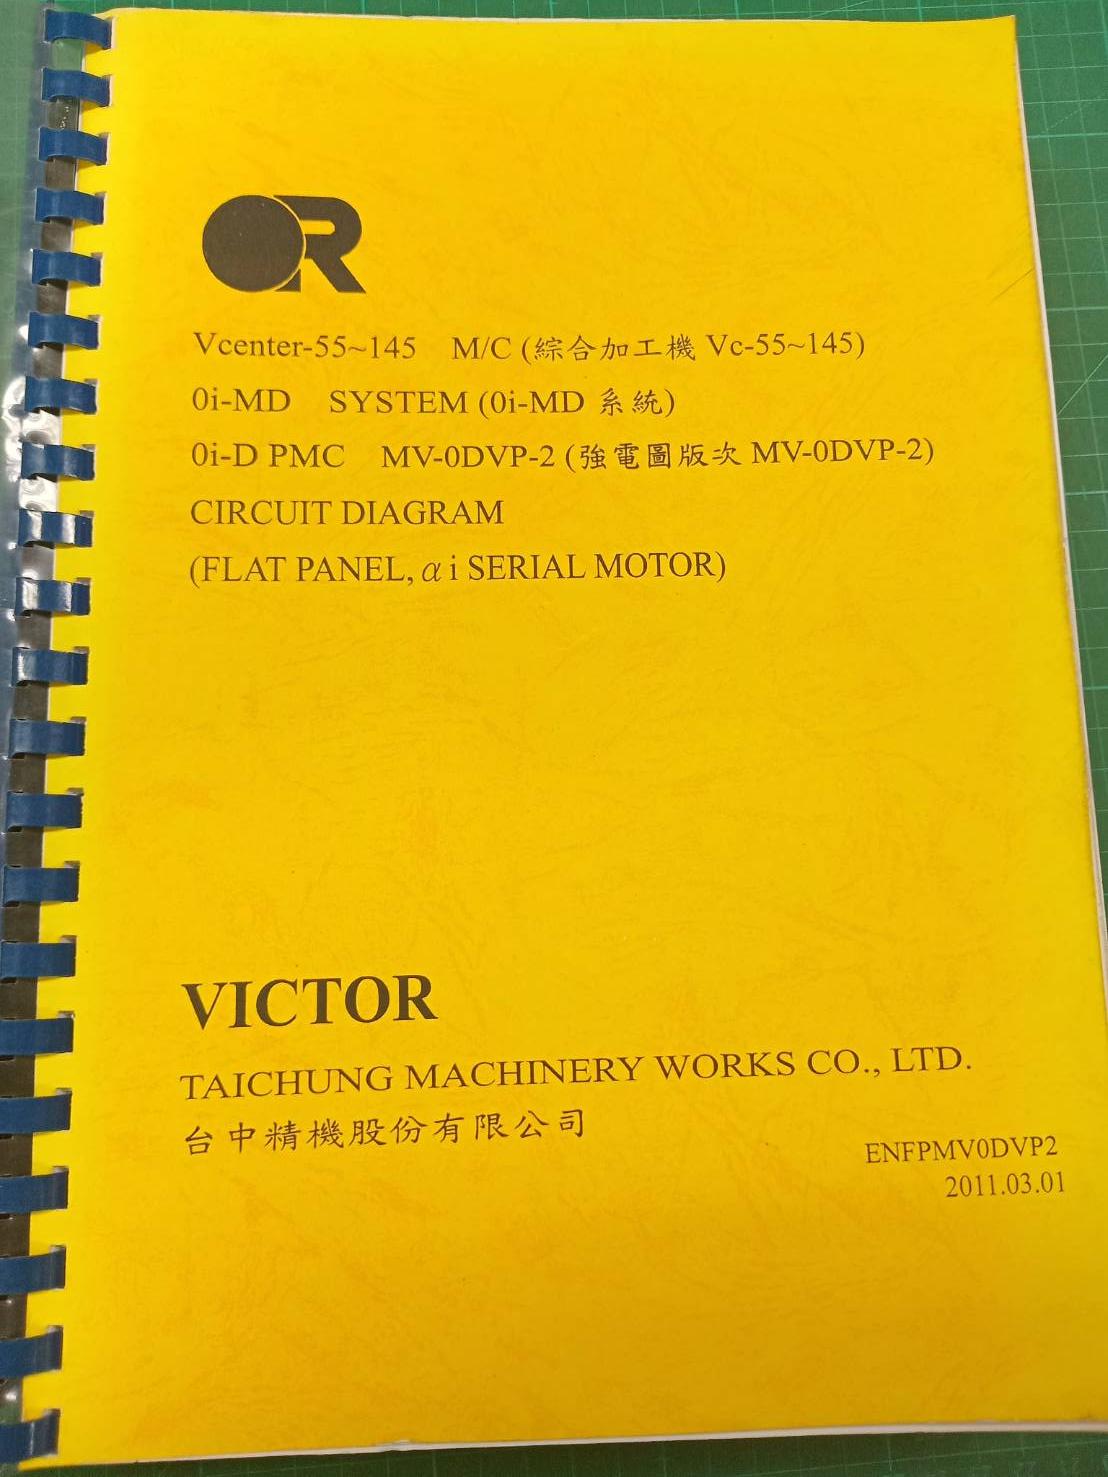 OR
Vcenter-55~145 M/C (綜合加工機 Vc-55~145)
0i-MD SYSTEM (0i-MD 系統)
0i-D PMC MV-0DVP-2 (強電圖版次 MV-0DVP-2)
CIRCUIT DIAGRAM
(FLAT PANEL, αi SERIAL MOTOR)
VICTOR
TAICHUNG MACHINERY WORKS CO., LTD.
台中精機股份有限公司
ENFPMV0DVP2
2011.03.01